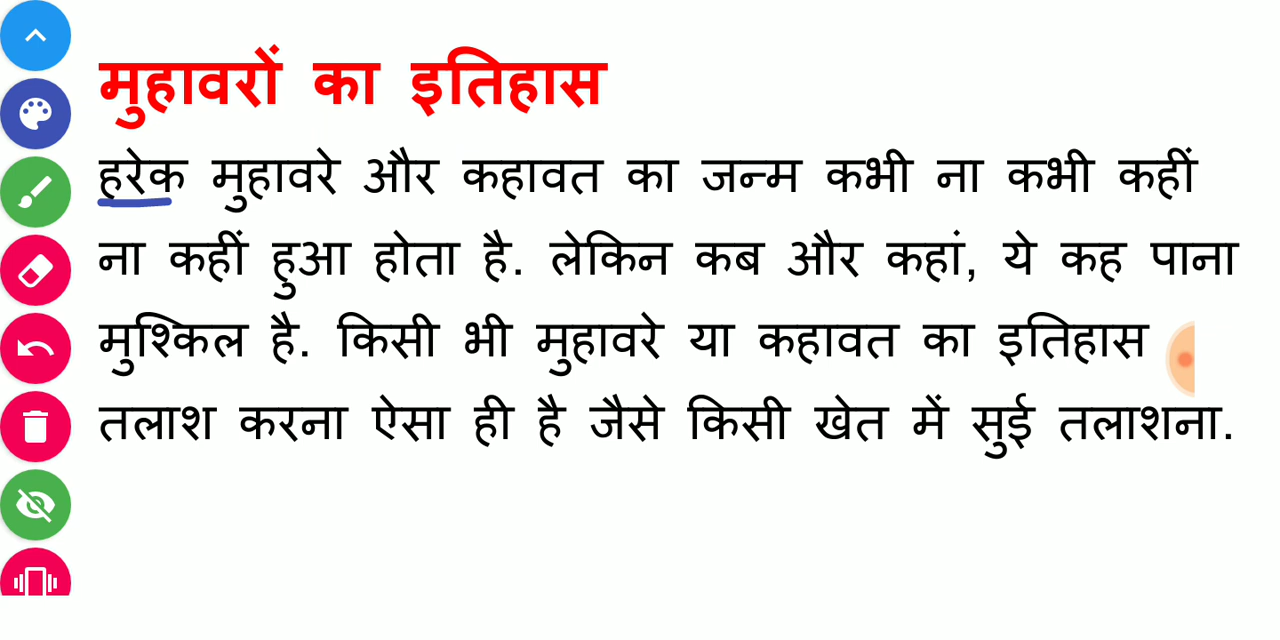 मुहावरों का इतिहास
हरेक मुहावरे और कहावत का जन्म कभी ना कभी कहीं
ना कहीं हुआ होता है. लेकिन कब और कहां, ये कह पाना
मुश्किल है. किसी भी मुहावरे या कहावत का इतिहास
तलाश करना ऐसा ही है जैसे किसी खेत में सुई तलाशना.